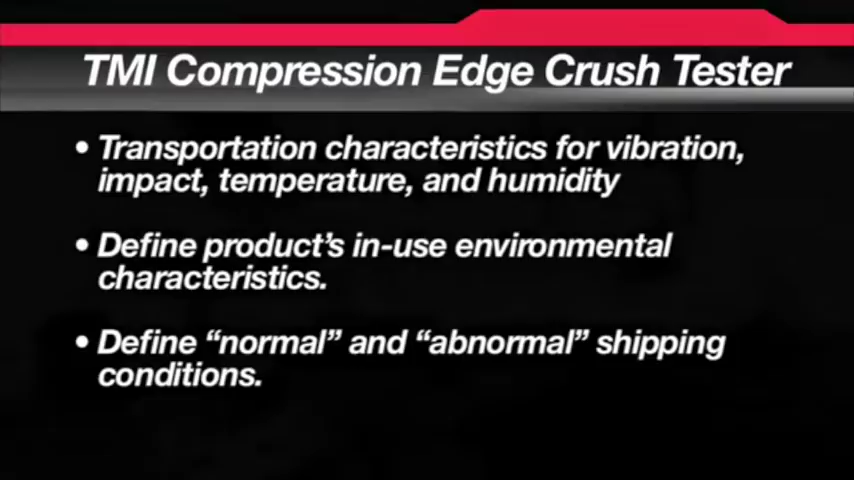 TMI Compression Edge Crush Tester
• Transportation characteristics for vibration,
impact, temperature, and humidity
• Define product’s in-use environmental
characteristics.
• Define “normal” and “abnormal” shipping
conditions.